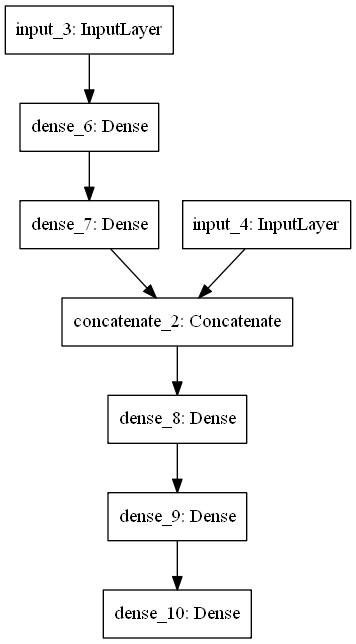 input_3: InputLayer
dense_6: Dense
dense_7: Dense
input_4: InputLayer
concatenate_2: Concatenate
dense_8: Dense
dense_9: Dense
dense_10: Dense